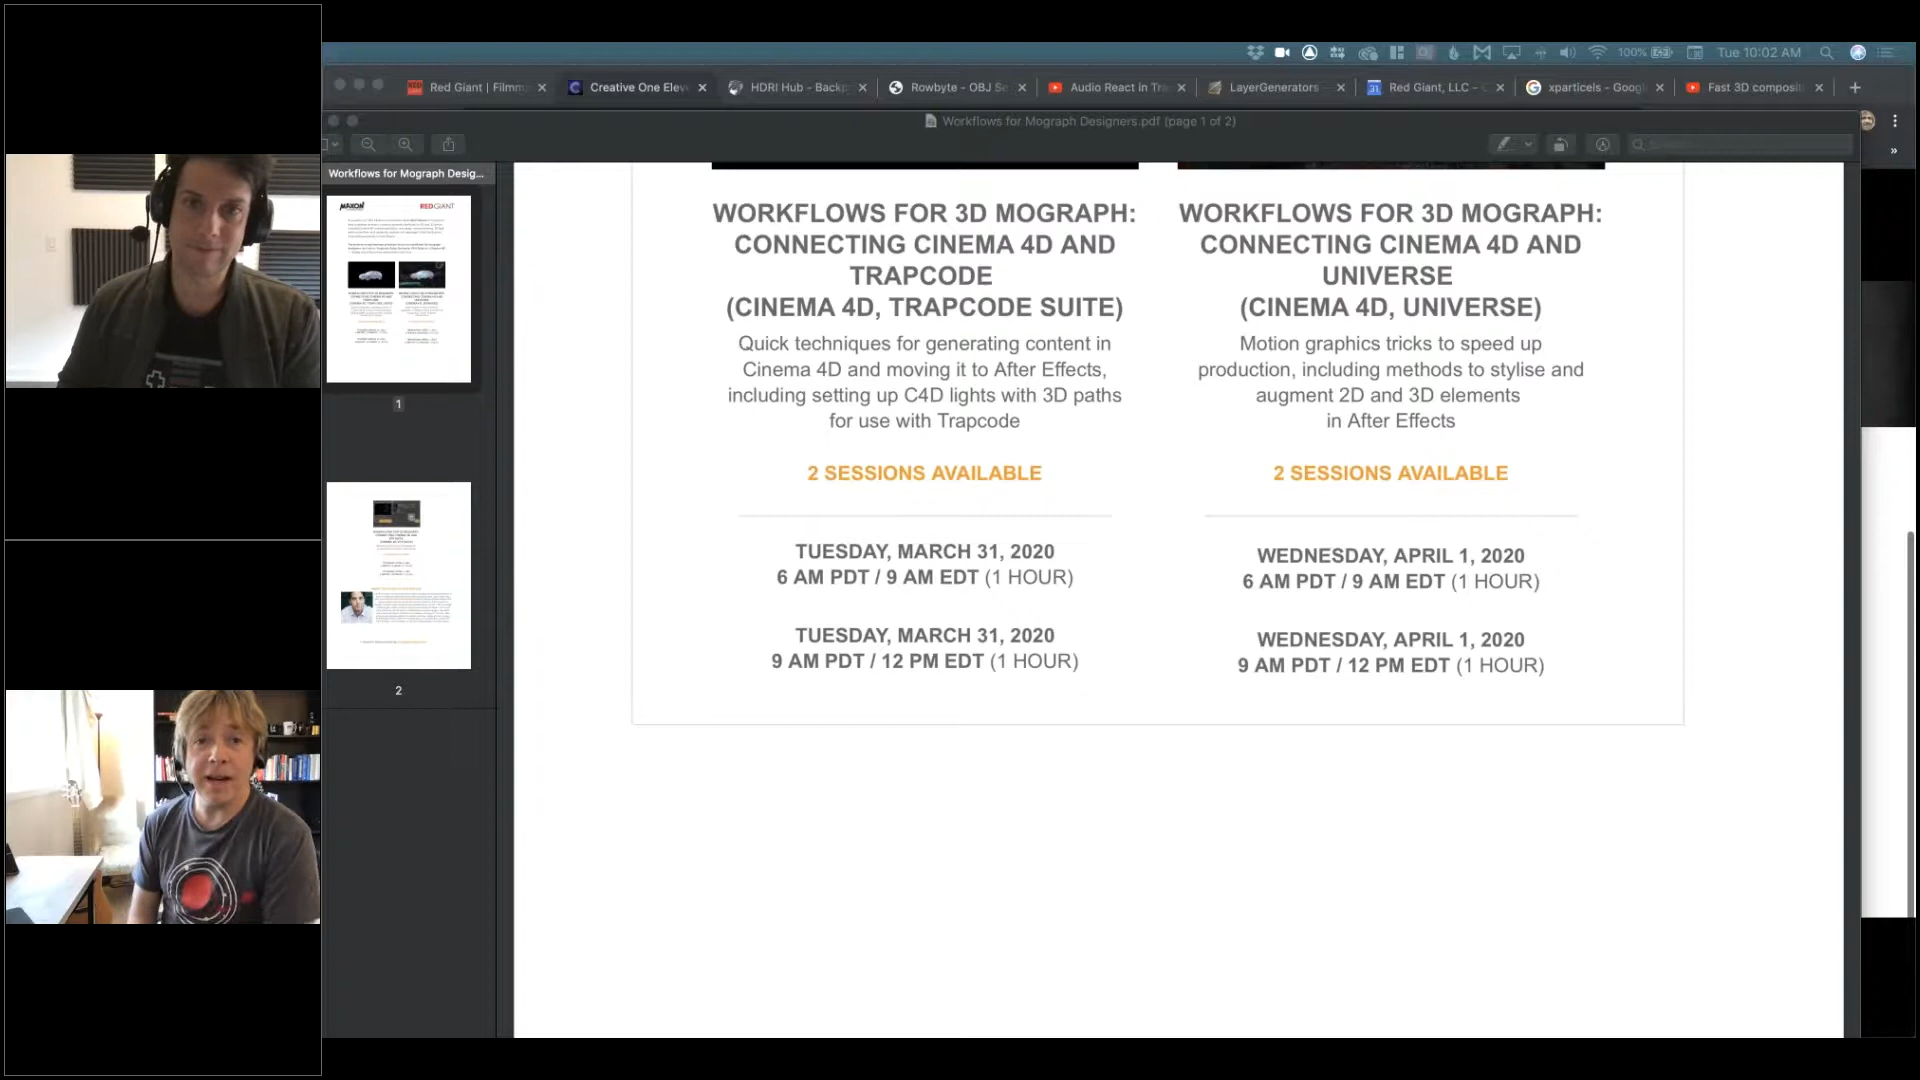 100%
Tue 10:02 AM
Red Giant | Filmm
Creative One Elev
HDRI Hub - Backp
Rowbyte - OBJ Se
Audio React in Tra
LayerGenerators
Red Giant, LLC - C
xparticels - Googl
Fast 3D composit
Workflows for Mograph Designers.pdf (page 1 of 2)
Workflows for Mograph Desig...
MAXON
REDGIANT
1
2
WORKFLOWS FOR 3D MOGRAPH:
CONNECTING CINEMA 4D AND
TRAPCODE
(CINEMA 4D, TRAPCODE SUITE)
Quick techniques for generating content in
Cinema 4D and moving it to After Effects,
including setting up C4D lights with 3D paths
for use with Trapcode
2 SESSIONS AVAILABLE
TUESDAY, MARCH 31, 2020
6 AM PDT / 9 AM EDT (1 HOUR)
TUESDAY, MARCH 31, 2020
9 AM PDT / 12 PM EDT (1 HOUR)
WORKFLOWS FOR 3D MOGRAPH:
CONNECTING CINEMA 4D AND
UNIVERSE
(CINEMA 4D, UNIVERSE)
Motion graphics tricks to speed up
production, including methods to stylise and
augment 2D and 3D elements
in After Effects
2 SESSIONS AVAILABLE
WEDNESDAY, APRIL 1, 2020
6 AM PDT / 9 AM EDT (1 HOUR)
WEDNESDAY, APRIL 1, 2020
9 AM PDT / 12 PM EDT (1 HOUR)